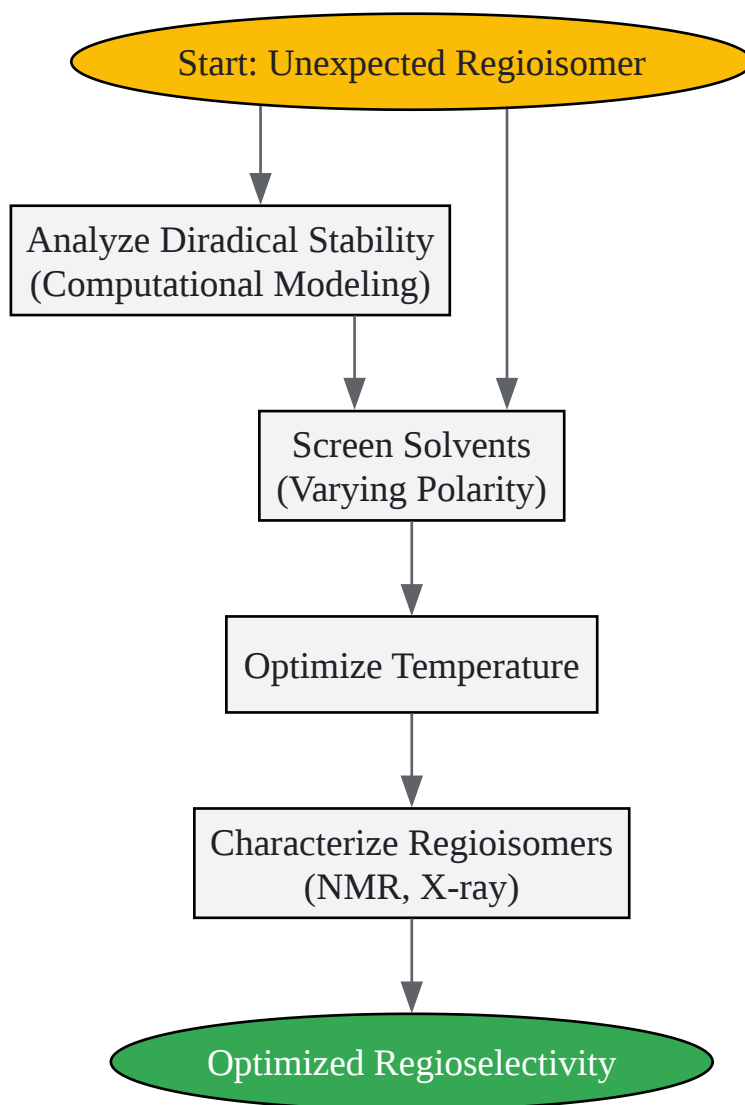 Start: Unexpected Regioisomer
Analyze Diradical Stability
(Computational Modeling)
Screen Solvents
(Varying Polarity)
Optimize Temperature
Characterize Regioisomers
(NMR, X-ray)
Optimized Regioselectivity